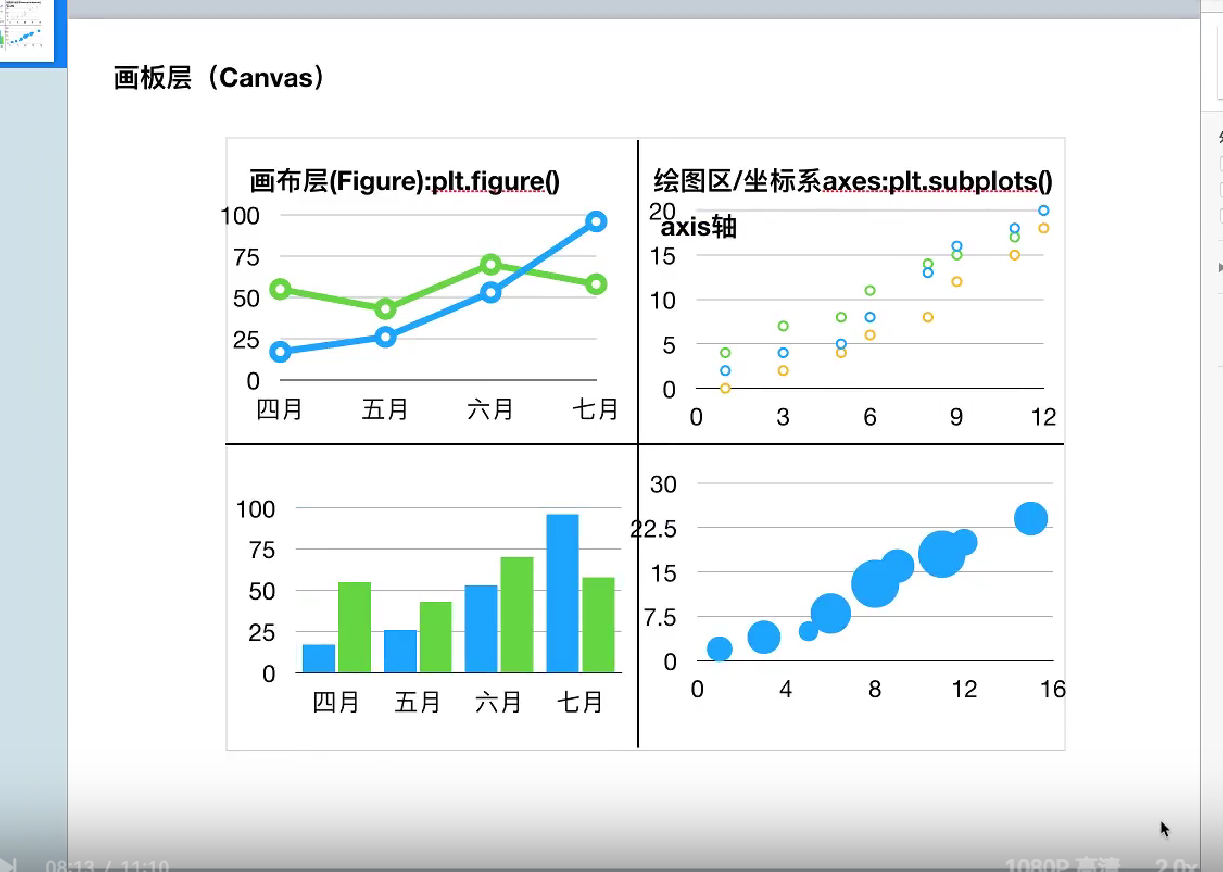 画板层（Canvas）
画布层(Figure):plt.figure()
100
75
50
25
0
四月 五月 六月 七月
绘图区/坐标系axes:plt.subplots()
axis轴
20
15
10
5
0
0 3 6 9 12
100
75
50
25
0
四月 五月 六月 七月
30
22.5
15
7.5
0
0 4 8 12 16
08:13 / 11:10
1080P 高清 2.0x